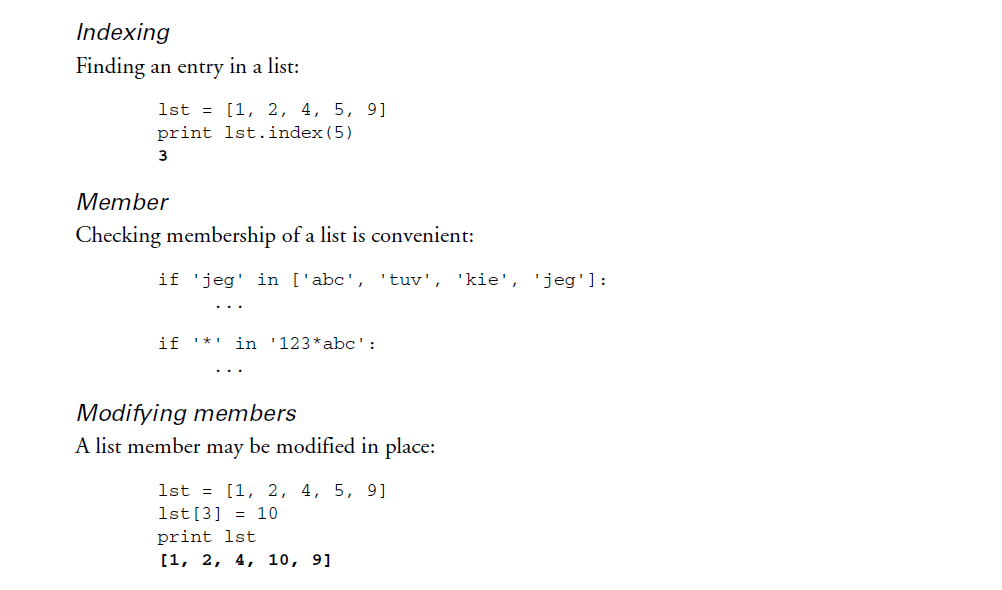 Indexing
Finding an entry in a list:
lst = [1, 2, 4, 5, 9]
print lst.index(5)
3
Member
Checking membership of a list is convenient:
if 'jeg' in ['abc', 'tuv', 'kie', 'jeg']:
...
if '*' in '123*abc':
...
Modifying members
A list member may be modified in place:
lst = [1, 2, 4, 5, 9]
lst[3] = 10
print lst
[1, 2, 4, 10, 9]